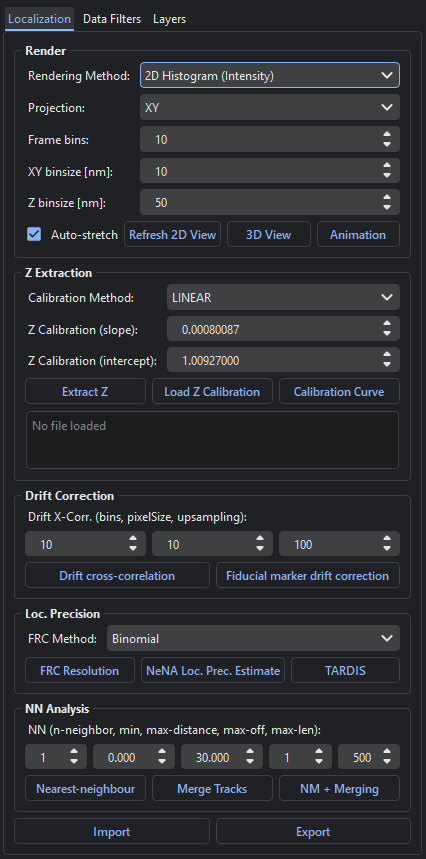 Localization Data Filters Layers
Render
Rendering Method: 2D Histogram (Intensity)
Projection: XY
Frame bins: 10
XY binsize [nm]: 10
Z binsize [nm]: 50
Auto-stretch Refresh 2D View 3D View Animation
Z Extraction
Calibration Method: LINEAR
Z Calibration (slope): 0.00080087
Z Calibration (intercept): 1.00927000
Extract Z Load Z Calibration Calibration Curve
No file loaded
Drift Correction
Drift X-Corr. (bins, pixelSize, upsampling):
10 10 100
Drift cross-correlation Fiducial marker drift correction
Loc. Precision
FRC Method: Binomial
FRC Resolution NeNA Loc. Prec. Estimate TARDIS
NN Analysis
NN (n-neighbor, min, max-distance, max-off, max-len):
1 0.000 30.000 1 500
Nearest-neighbour Merge Tracks NM + Merging
Import Export